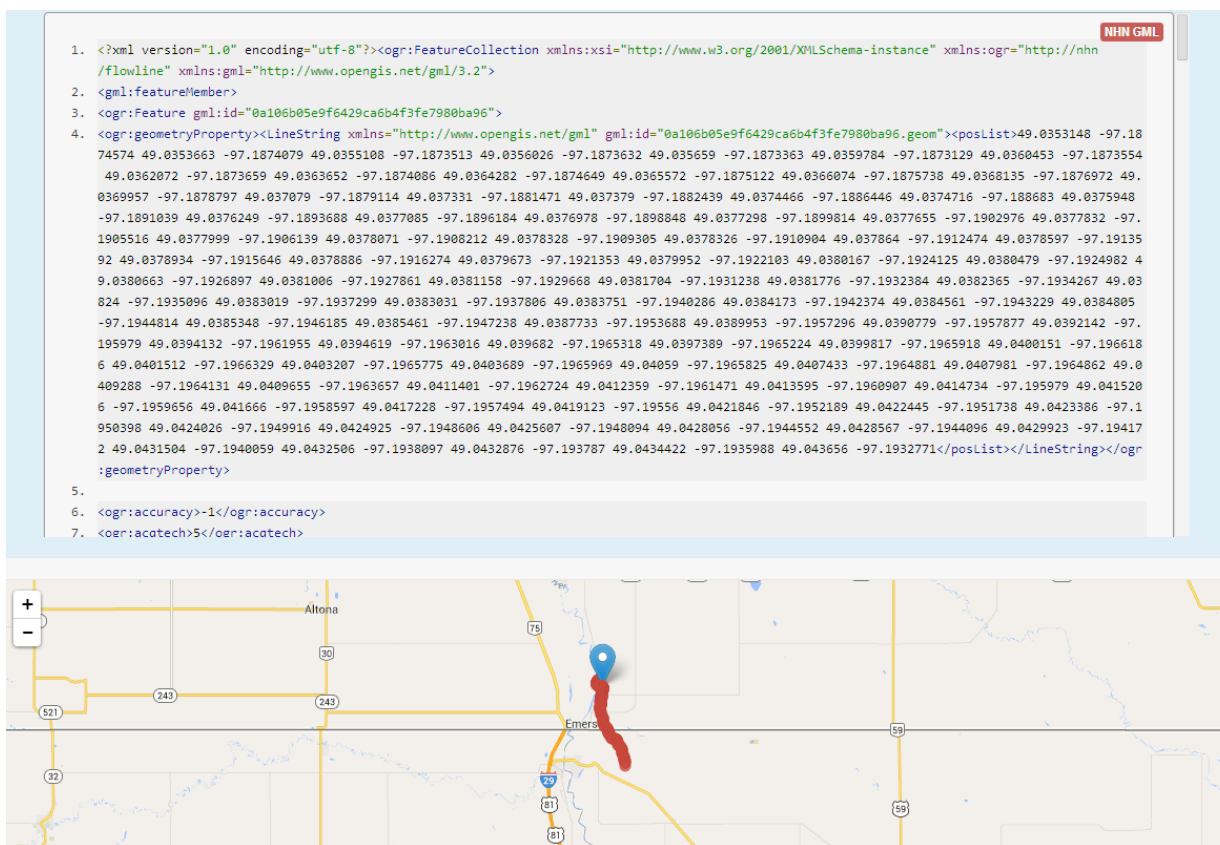 NHN GML
1. <?xml version="1.0" encoding="utf-8"?><ogr:FeatureCollection xmlns:xsi="http://www.w3.org/2001/XMLSchema-instance" xmlns:ogr="http://nhn
/flowline" xmlns:gml="http://www.opengis.net/gml/3.2">
2. <gml:featureMember>
3. <ogr:Feature gml:id="0a106b05e9f6429ca6b4f3fe7980ba96">
4. <ogr:geometryProperty><LineString xmlns="http://www.opengis.net/gml" gml:id="0a106b05e9f6429ca6b4f3fe7980ba96.geom"><posList>49.0353148 -97.18
74574 49.0353663 -97.1874079 49.0355108 -97.1873513 49.0356026 -97.1873632 49.035659 -97.1873363 49.0359784 -97.1873129 49.0360453 -97.1873554
49.0362072 -97.1873659 49.0363652 -97.1874086 49.0364282 -97.1874649 49.0365572 -97.1875122 49.0366074 -97.1875738 49.0368135 -97.1876972 49.
0369957 -97.1878797 49.037079 -97.1879114 49.037331 -97.1881471 49.037379 -97.1882439 49.0374466 -97.1886446 49.0374716 -97.188683 49.0375948
-97.1891039 49.0376249 -97.1893688 49.0377085 -97.1896184 49.0376978 -97.1898848 49.0377298 -97.1899814 49.0377655 -97.1902976 49.0377832 -97.
1905516 49.0377999 -97.1906139 49.0378071 -97.1908212 49.0378328 -97.1909305 49.0378326 -97.1910904 49.037864 -97.1912474 49.0378597 -97.19135
92 49.0378934 -97.1915646 49.0378886 -97.1916274 49.0379673 -97.1921353 49.0379952 -97.1922103 49.0380167 -97.1924125 49.0380479 -97.1924982 4
9.0380663 -97.1926897 49.0381006 -97.1927861 49.0381158 -97.1929668 49.0381704 -97.1931238 49.0381776 -97.1932384 49.0382365 -97.1934267 49.03
824 -97.1935096 49.0383019 -97.1937299 49.0383031 -97.1937806 49.0383751 -97.1940286 49.0384173 -97.1942374 49.0384561 -97.1943229 49.0384805
-97.1944814 49.0385348 -97.1946185 49.0385461 -97.1947238 49.0387733 -97.1953688 49.0389953 -97.1957296 49.0390779 -97.1957877 49.0392142 -97.
195979 49.0394132 -97.1961955 49.0394619 -97.1963016 49.039682 -97.1965318 49.0397389 -97.1965224 49.0399817 -97.1965918 49.0400151 -97.196618
6 49.0401512 -97.1966329 49.0403207 -97.1965775 49.0403689 -97.1965969 49.04059 -97.1965825 49.0407433 -97.1964881 49.0407981 -97.1964862 49.0
409288 -97.1964131 49.0409655 -97.1963657 49.0411401 -97.1962724 49.0412359 -97.1961471 49.0413595 -97.1960907 49.0414734 -97.195979 49.041520
6 -97.1959656 49.041666 -97.1958597 49.0417228 -97.1957494 49.0419123 -97.19556 49.0421846 -97.1952189 49.0422445 -97.1951738 49.0423386 -97.1
950398 49.0424026 -97.1949916 49.0424925 -97.1948606 49.0425607 -97.1948094 49.0428056 -97.1944552 49.0428567 -97.1944096 49.0429923 -97.19417
2 49.0431504 -97.1940059 49.0432506 -97.1938097 49.0432876 -97.193787 49.0434422 -97.1935988 49.043656 -97.1932771</posList></LineString></ogr
:geometryProperty>
5.
6. <ogr:accuracy>-1</ogr:accuracy>
7. <ogr:acqtech>5</ogr:acqtech>
+
−
Altona
75
30
243
243
521
Emers
59
32
29
81
59
81